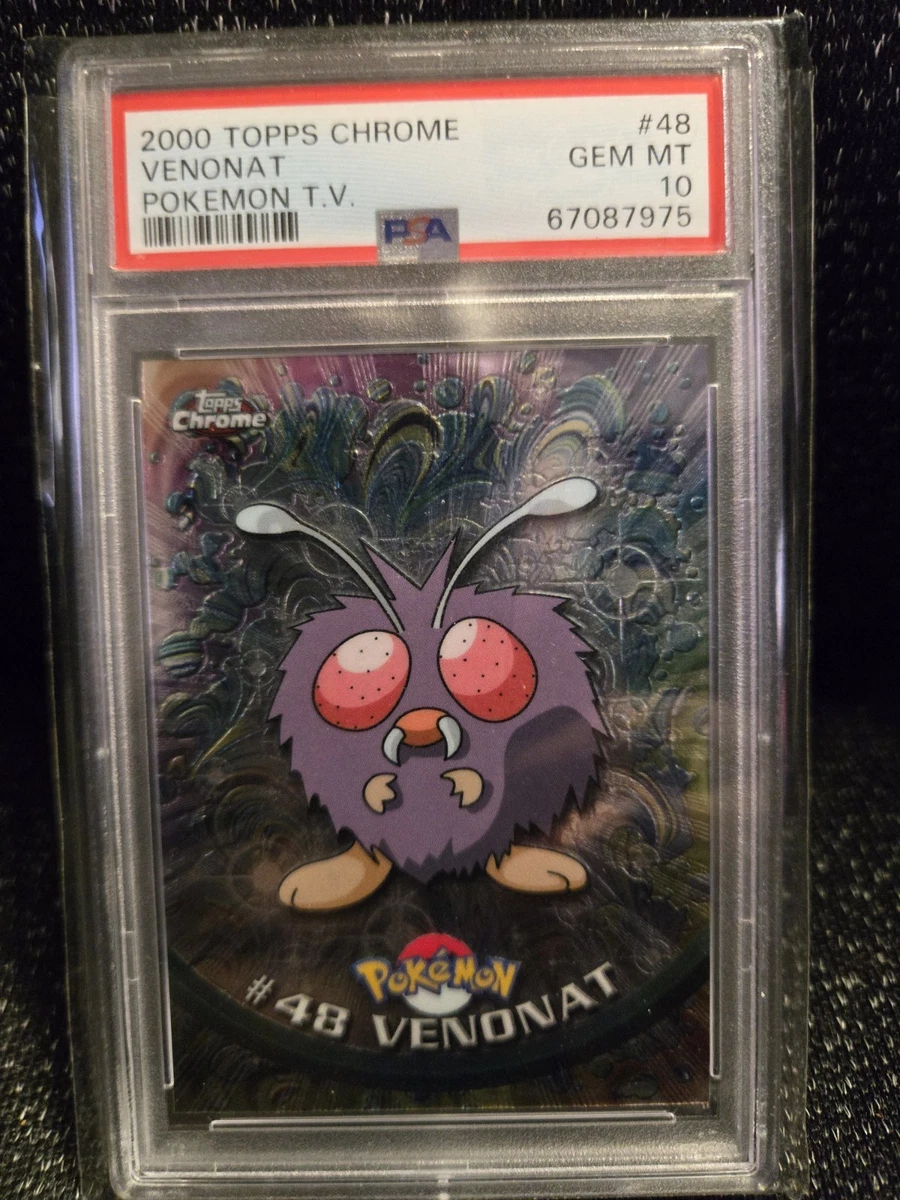 2000 TOPPS CHROME #48
VENONAT GEM MT
POKEMON T.V. 10
67087975
PSA
topps
Chrome
POKéMON
#48 VENONAT